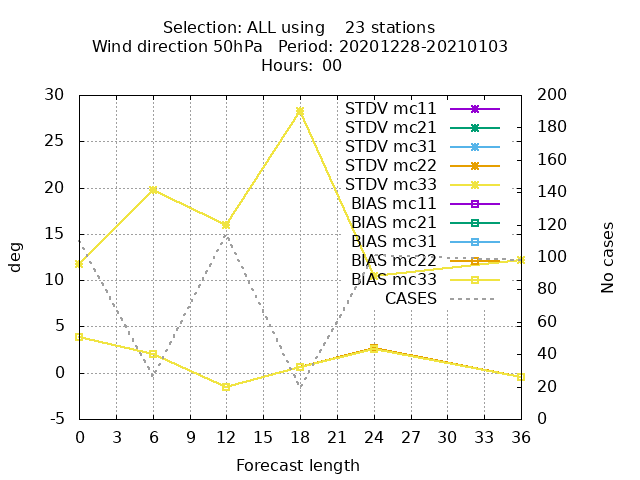 Selection: ALL using    23 stations
Wind direction 50hPa   Period: 20201228-20210103
Hours: 00
30
25
20
15
10
5
0
-5
deg
STDV mc11
STDV mc21
STDV mc31
STDV mc22
STDV mc33
BIAS mc11
BIAS mc21
BIAS mc31
BIAS mc22
BIAS mc33
CASES
200
180
160
140
120
100
80
60
40
20
0
No cases
0 3 6 9 12 15 18 21 24 27 30 33 36
Forecast length